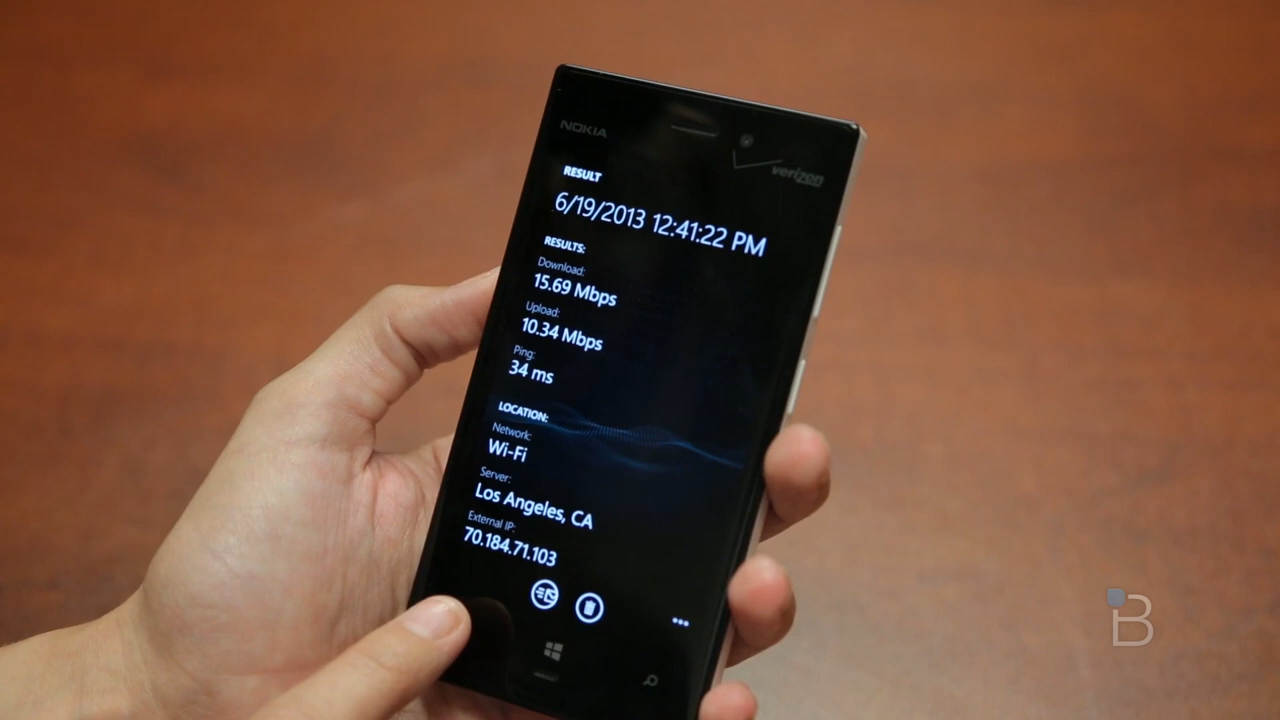 NOKIA
verizon
RESULT
6/19/2013 12:41:22 PM
RESULTS:
Download:
15.69 Mbps
Upload:
10.34 Mbps
Ping:
34 ms
LOCATION:
Network:
Wi-Fi
Server:
Los Angeles, CA
External IP:
70.184.71.103
B